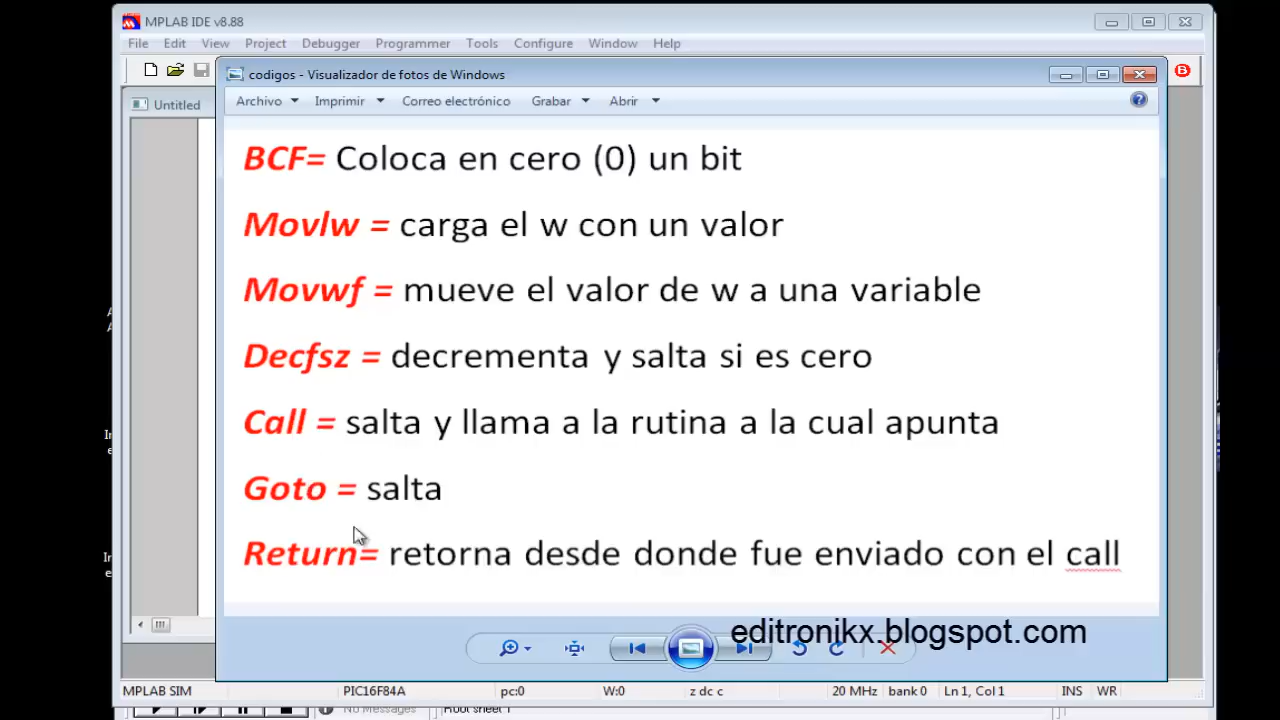 MPLAB IDE v8.88
File Edit View Project Debugger Programmer Tools Configure Window Help
codigos - Visualizador de fotos de Windows
Untitled
Archivo Imprimir Correo electrónico Grabar Abrir
BCF= Coloca en cero (0) un bit
Movlw = carga el w con un valor
Movwf = mueve el valor de w a una variable
Decfsz = decrementa y salta si es cero
Call = salta y llama a la rutina a la cual apunta
Goto = salta
Return= retorna desde donde fue enviado con el call
editronikx.blogspot.com
MPLAB SIM PIC16F84A pc:0 W:0 z dc c 20 MHz bank 0 Ln 1, Col 1 INS WR
No Messages Root sheet 1